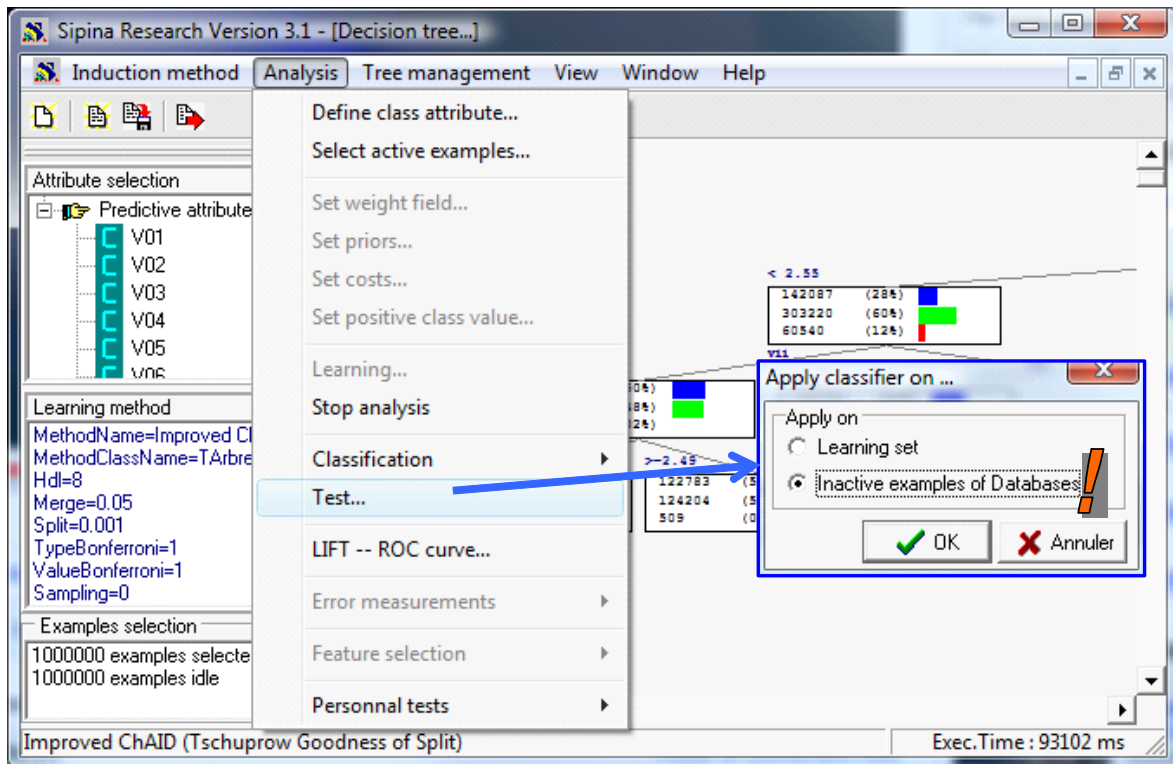 Sipina Research Version 3.1 - [Decision tree...]
Induction method Analysis Tree management View Window Help
Define class attribute...
Select active examples...
Set weight field...
Set priors...
Set costs...
Set positive class value...
Learning...
Stop analysis
Classification
Test...
LIFT -- ROC curve...
Error measurements
Feature selection
Personnal tests
Attribute selection
Predictive attribute
V01
V02
V03
V04
V05
V06
Learning method
MethodName=Improved
MethodClassName=TArbre
Hdl=8
Merge=0.05
Split=0.001
TypeBonferroni=1
ValueBonferroni=1
Sampling=0
Examples selection
1000000 examples selecte
1000000 examples idle
< 2.55
142087 (28%)
303220 (60%)
60540 (12%)
V11
>=2.49
122783
124204
509
Apply classifier on ...
Apply on
Learning set
Inactive examples of Databases
!
OK Annuler
Improved ChAID (Tschuprow Goodness of Split) Exec.Time : 93102 ms